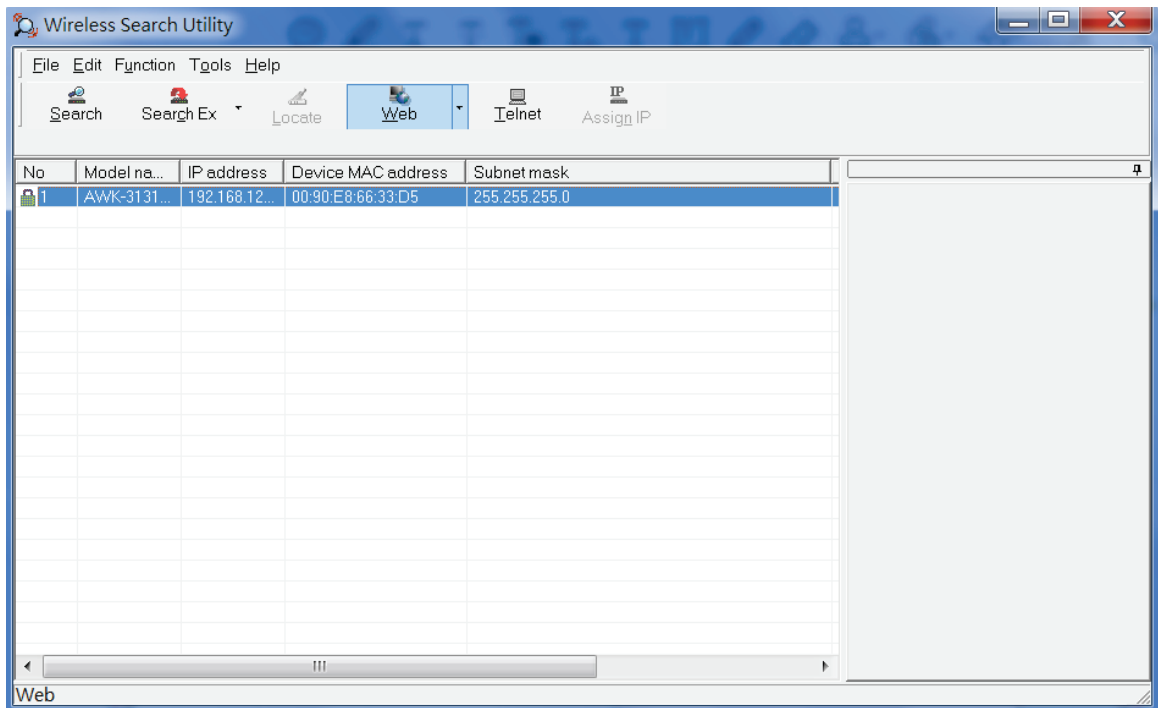 Wireless Search Utility
File Edit Function Tools Help
Search Search Ex Locate Web Telnet Assign IP
No Model na... IP address Device MAC address Subnet mask
1 AWK-3131... 192.168.12... 00:90:E8:66:33:D5 255.255.255.0
Web